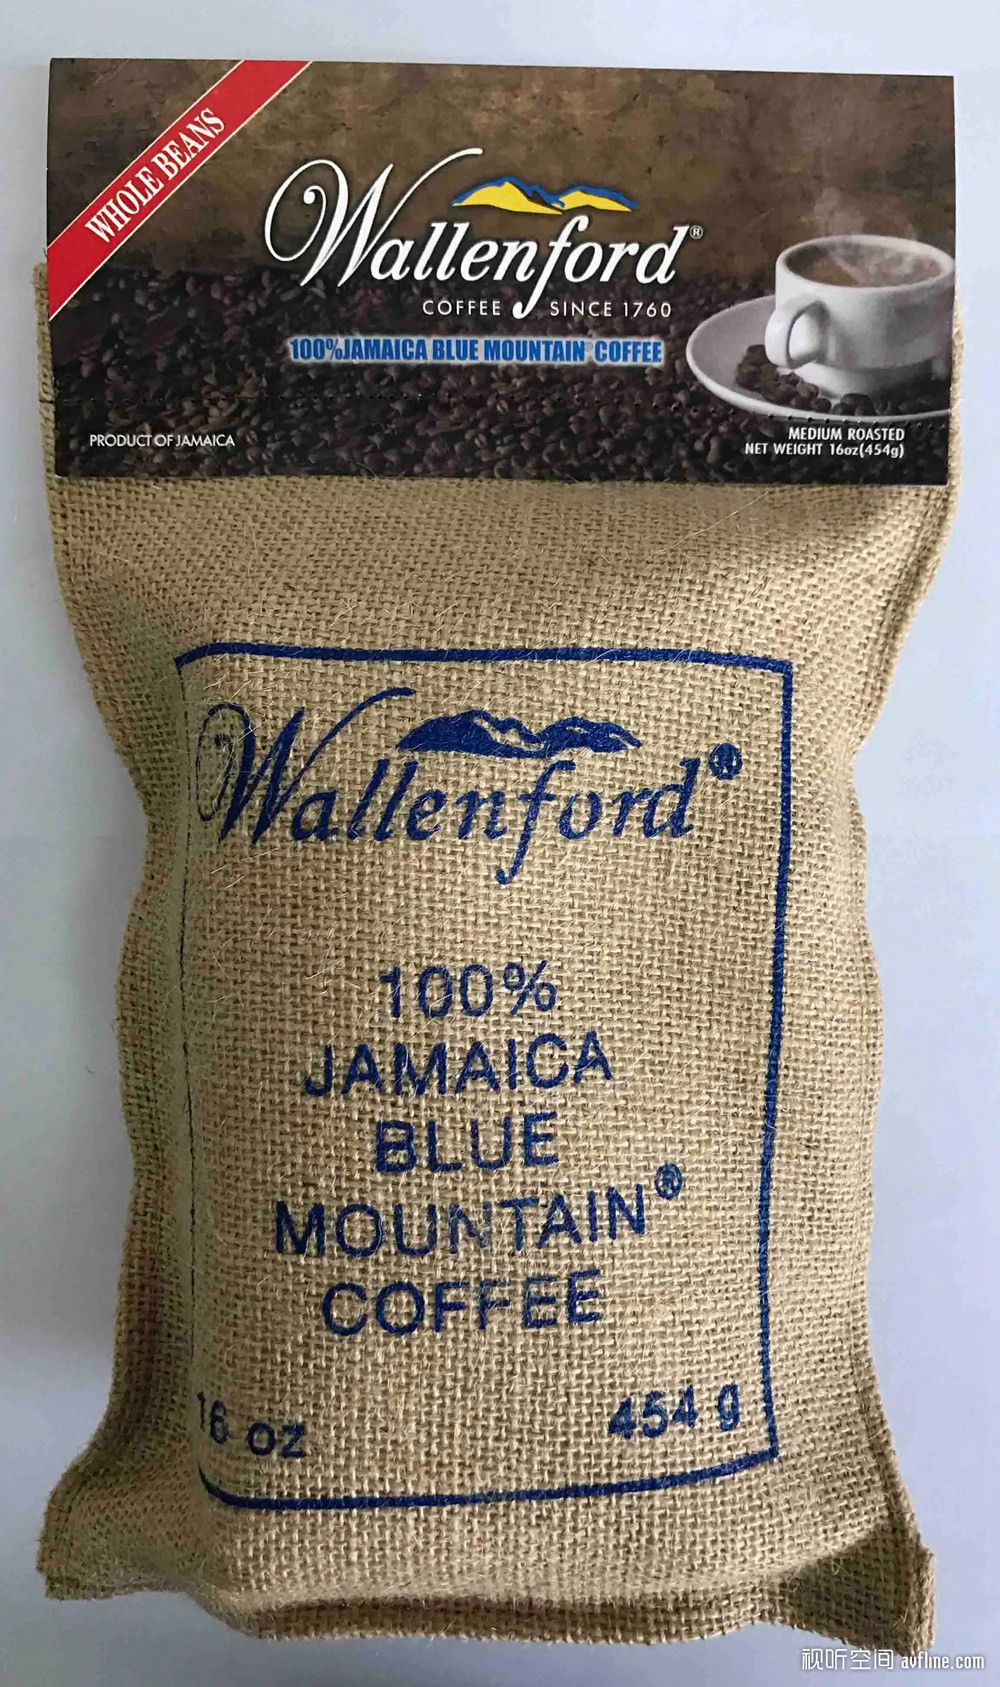 WHOLE BEANS
Wallenford®
COFFEE SINCE 1760
100% JAMAICA BLUE MOUNTAIN® COFFEE
PRODUCT OF JAMAICA
MEDIUM ROASTED
NET WEIGHT 16oz(454g)
Wallenford®
100%
JAMAICA
BLUE
MOUNTAIN®
COFFEE
16 oz 454 g
视听空间 avfline.com